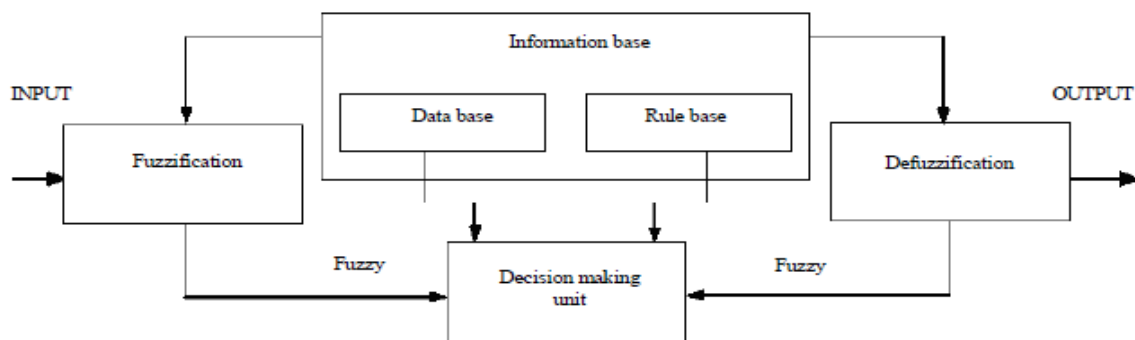 Information base
INPUT
OUTPUT
Data base
Rule base
Fuzzification
Defuzzification
Fuzzy
Fuzzy
Decision making
unit